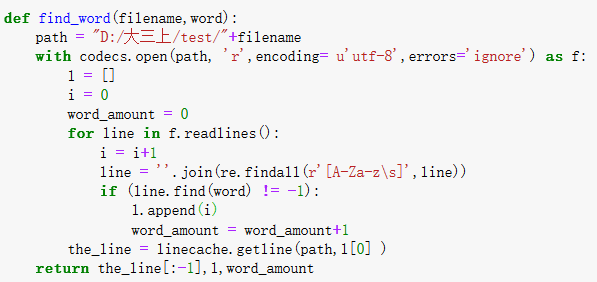 def find_word(filename,word):
    path = "D:/大三上/test/"+filename
    with codecs.open(path, 'r',encoding= u'utf-8',errors='ignore') as f:
        l = []
        i = 0
        word_amount = 0
        for line in f.readlines():
            i = i+1
            line = ''.join(re.findall(r'[A-Za-z\s]',line))
            if (line.find(word) != -1):
                l.append(i)
                word_amount = word_amount+1
        the_line = linecache.getline(path,l[0] )
    return the_line[:-1],l,word_amount